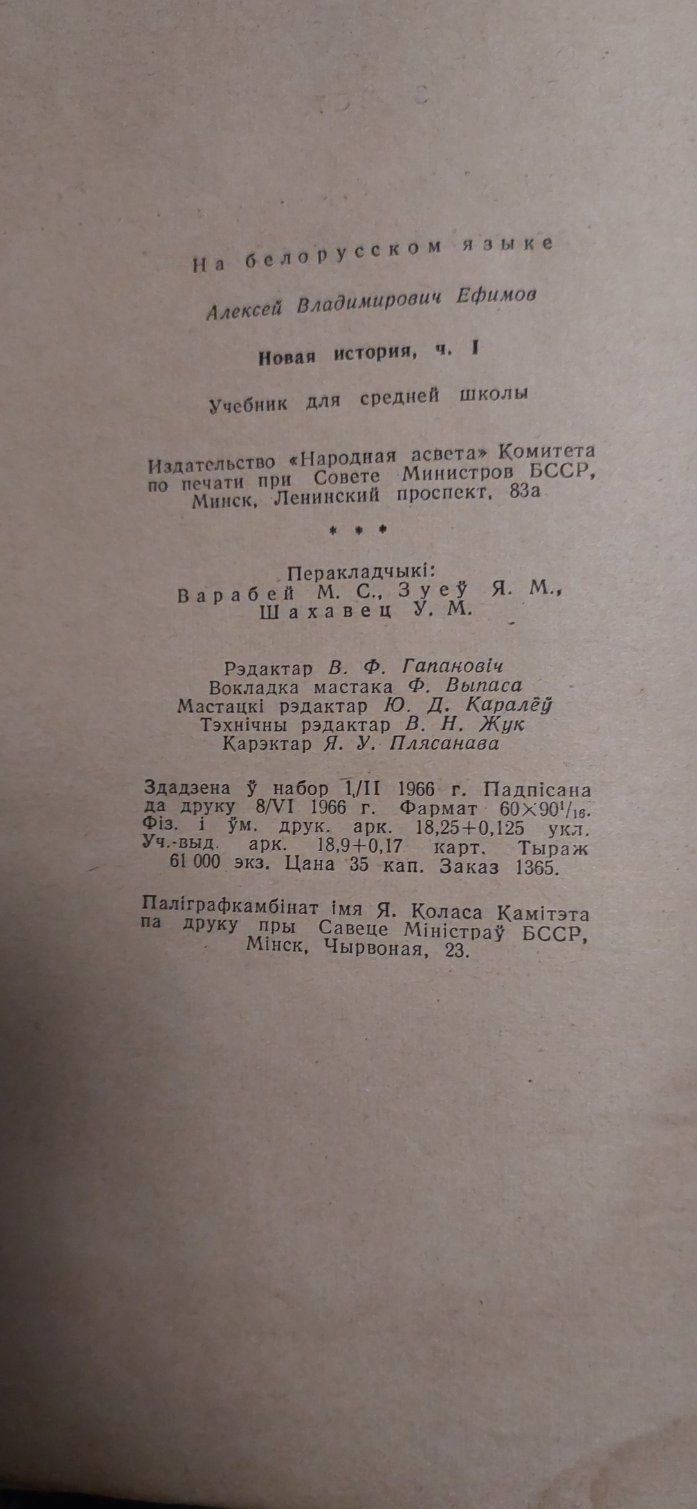 На белорусском языке
Алексей Владимирович Ефимов
Новая история, ч. I
Учебник для средней школы
Издательство «Народная асвета» Комитета
по печати при Совете Министров БССР,
Минск, Ленинский проспект, 83а
* * *
Перакладчыкі:
Варабей М. С., Зуеў Я. М.,
Шахавец У. М.
Рэдактар В. Ф. Гапановіч
Вокладка мастака Ф. Выпаса
Мастацкі рэдактар Ю. Д. Каралёў
Тэхнічны рэдактар В. Н. Жук
Карэктар Я. У. Плясанава
Здадзена ў набор 1/II 1966 г. Падпісана
да друку 8/VI 1966 г. Фармат 60×90¹/₁₆.
Фіз. і ўм. друк. арк. 18,25+0,125 укл.
Уч.-выд. арк. 18,9+0,17 карт. Тыраж
61 000 экз. Цана 35 кап. Заказ 1365.
Паліграфкамбінат імя Я. Коласа Камітэта
па друку пры Савеце Міністраў БССР,
Мінск, Чырвоная, 23.